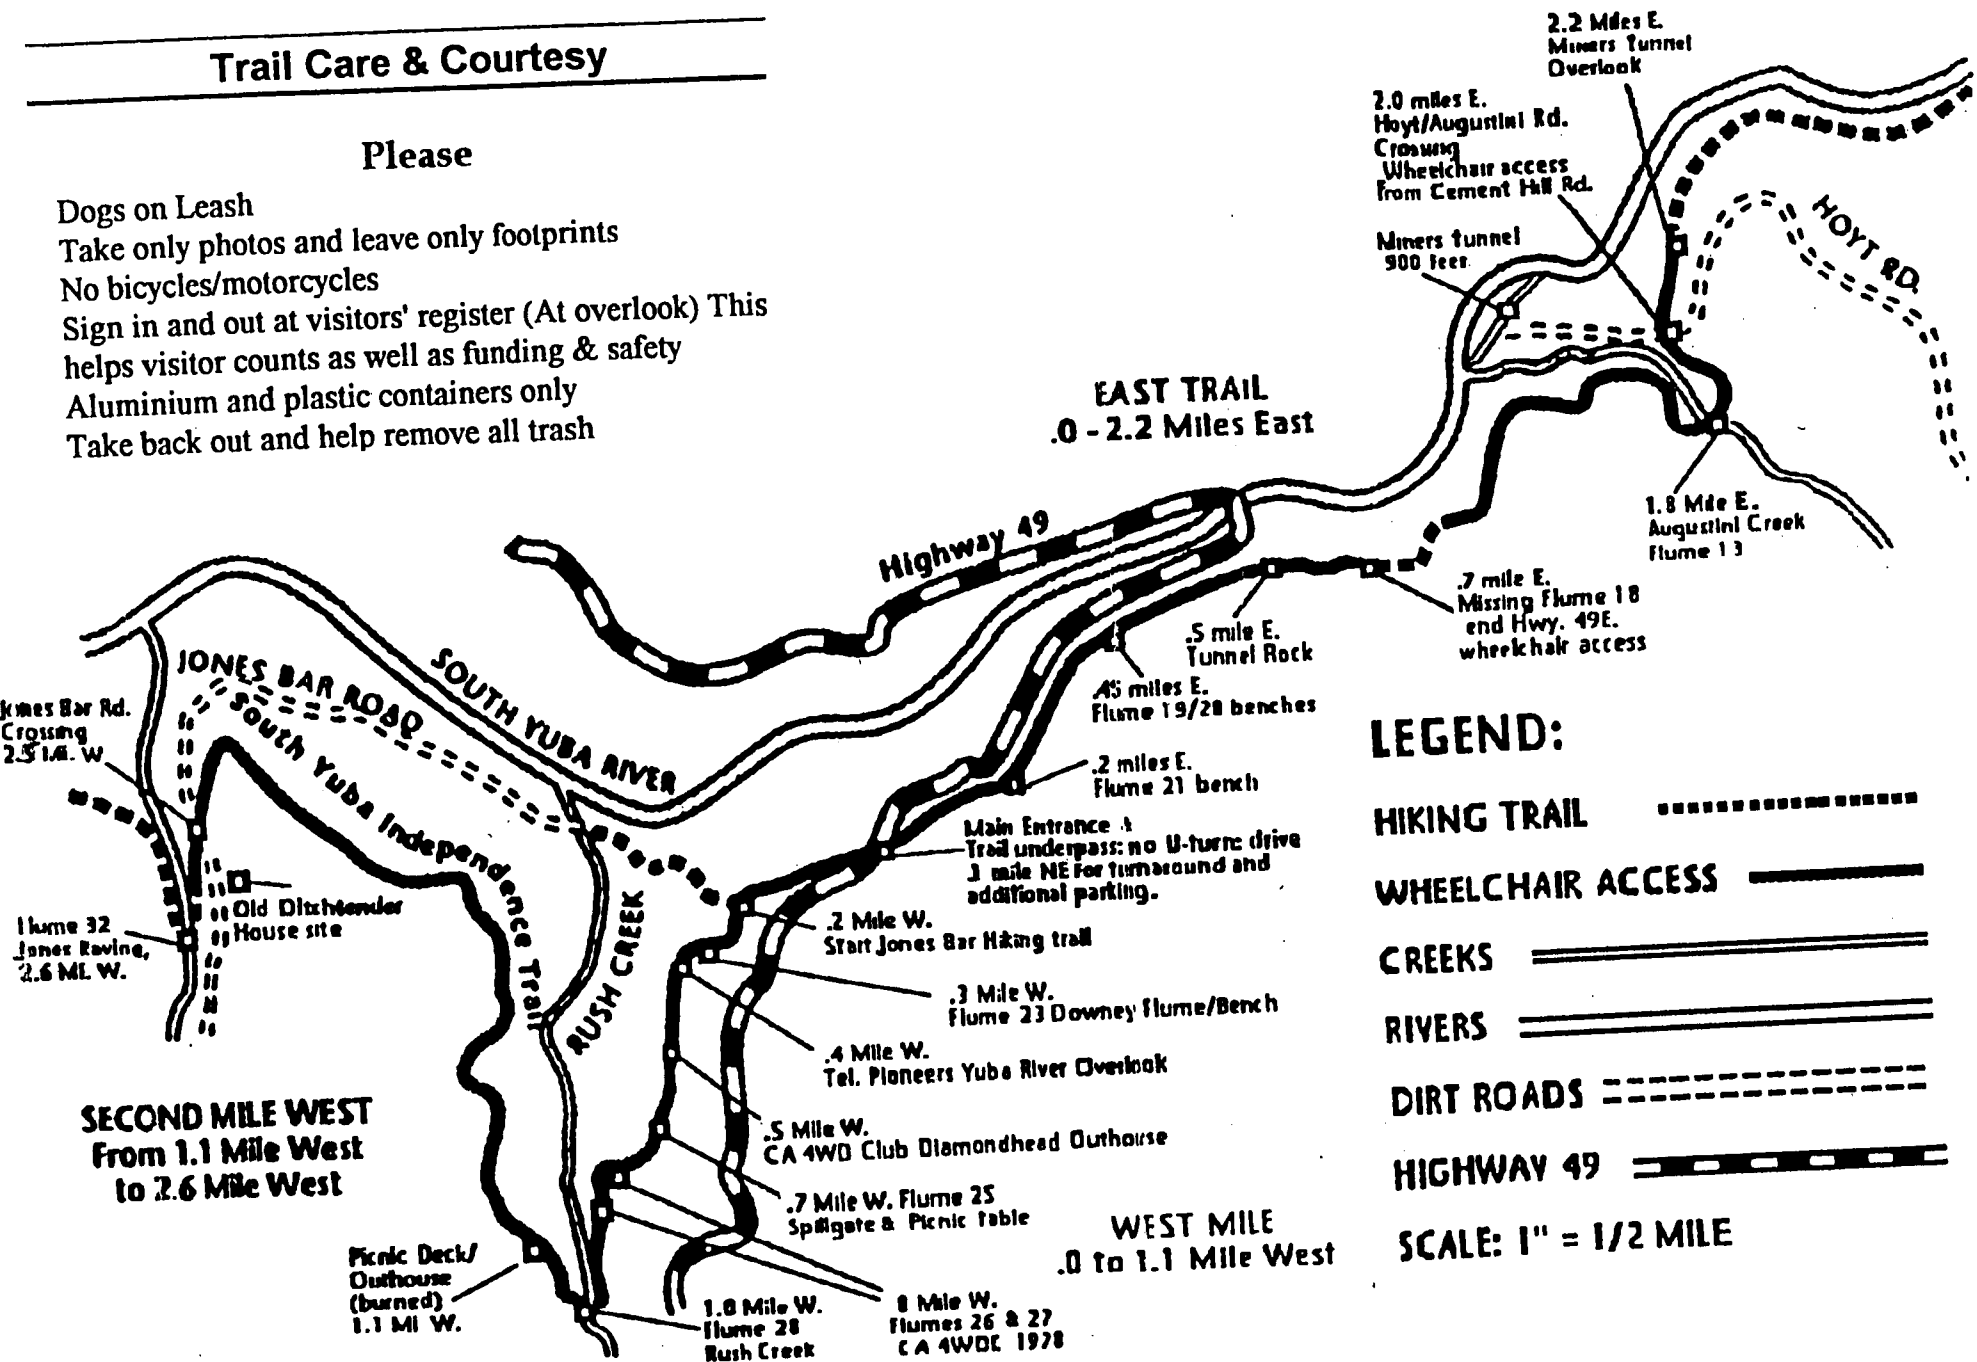 Trail Care & Courtesy
Please
Dogs on Leash
Take only photos and leave only footprints
No bicycles/motorcycles
Sign in and out at visitors' register (At overlook) This
helps visitor counts as well as funding & safety
Aluminium and plastic containers only
Take back out and help remove all trash
2.2 Miles E.
Miners Tunnel
Overlook
2.0 miles E.
Hoyt/Augustini Rd.
Crossing
Wheelchair access
from Cement Hill Rd.
Miners tunnel
900 feet
HOYT RD.
EAST TRAIL
.0 - 2.2 Miles East
1.8 Mile E.
Augustini Creek
Flume 13
Highway 49
.7 mile E.
Missing Flume 18
end Hwy. 49E.
wheelchair access
.5 mile E.
Tunnel Rock
.45 miles E.
Flume 19/20 benches
.2 miles E.
Flume 21 bench
Main Entrance
Trail underpass: no U-turn: drive
.1 mile NE for turnaround and
additional parking.
SOUTH YUBA RIVER
JONES BAR ROAD
South Yuba Independence Trail
RUSH CREEK
Jones Bar Rd.
Crossing
2.5 Mi. W
Old Ditchtender
House site
Flume 32
Jones Ravine,
2.6 MI. W.
.2 Mile W.
Start Jones Bar Hiking trail
.3 Mile W.
Flume 23 Downey Flume/Bench
.4 Mile W.
Tel. Pioneers Yuba River Overlook
.5 Mile W.
CA 4WD Club Diamondhead Outhouse
.7 Mile W. Flume 25
Spillgate & Picnic table
SECOND MILE WEST
From 1.1 Mile West
to 2.6 Mile West
WEST MILE
.0 to 1.1 Mile West
Picnic Deck/
Outhouse
(burned)
1.1 MI W.
1.0 Mile W.
Flume 28
Rush Creek
8 Mile W.
Flumes 26 & 27
CA 4WDC 1978
LEGEND:
HIKING TRAIL
WHEELCHAIR ACCESS
CREEKS
RIVERS
DIRT ROADS
HIGHWAY 49
SCALE: 1" = 1/2 MILE